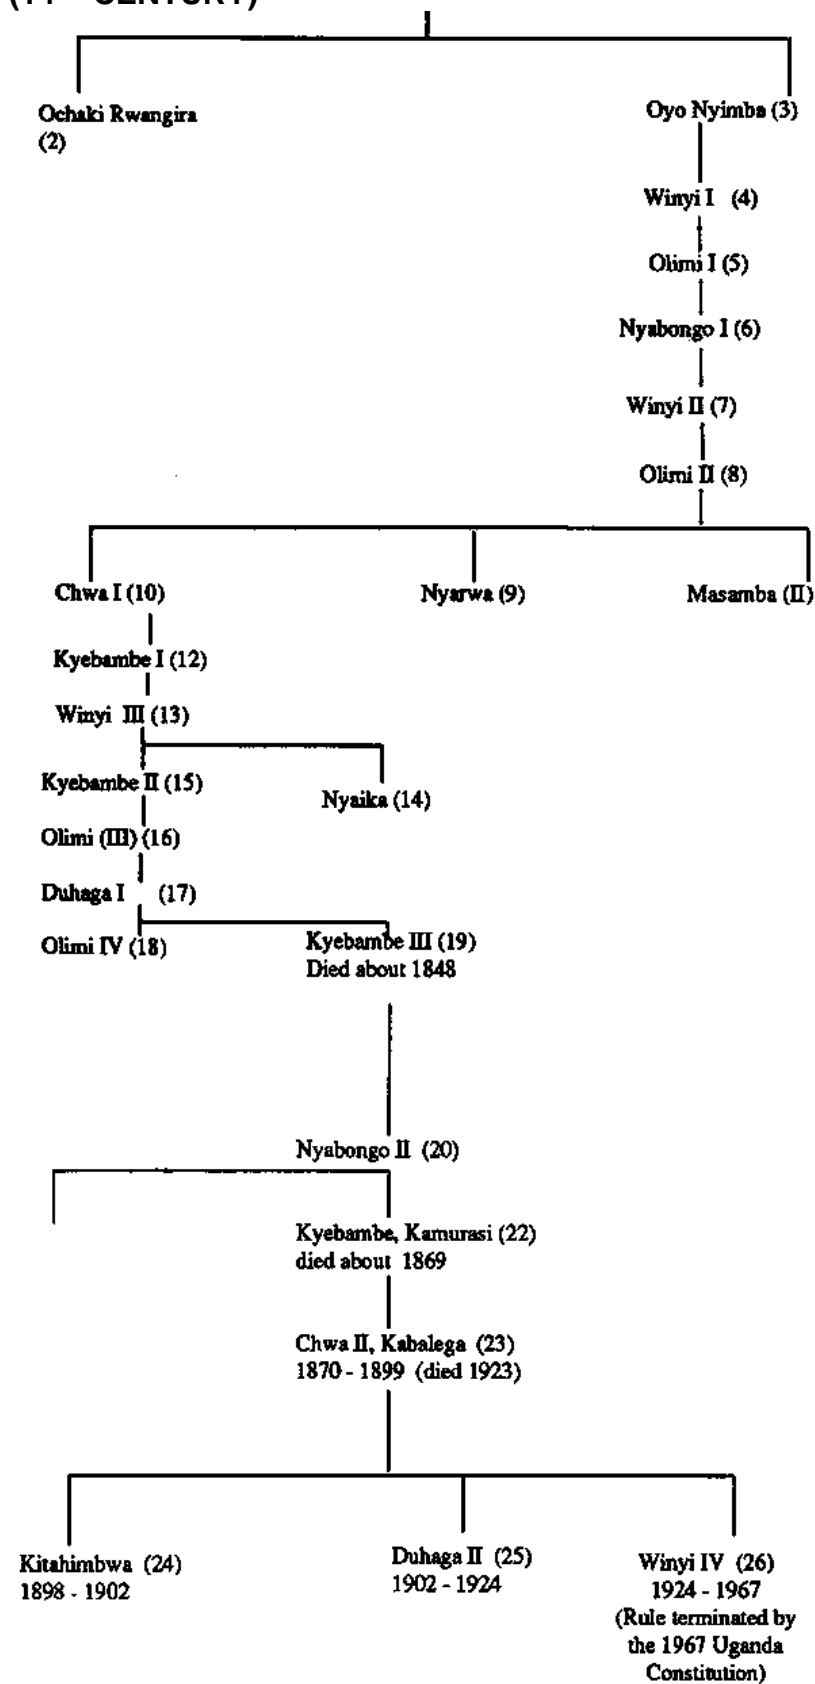 Ochaki Rwangira
(2)
Oyo Nyimba (3)
Winyi I (4)
Olimi I (5)
Nyabongo I (6)
Winyi II (7)
Olimi II (8)
Chwa I (10)
Nyarwa (9)
Masamba (II)
Kyebambe I (12)
Winyi III (13)
Kyebambe II (15)
Nyaika (14)
Olimi (III) (16)
Duhaga I (17)
Olimi IV (18)
Kyebambe III (19)
Died about 1848
Nyabongo II (20)
Kyebambe, Kamurasi (22)
died about 1869
Chwa II, Kabalega (23)
1870 - 1899 (died 1923)
Kitahimbwa (24)
1898 - 1902
Duhaga II (25)
1902 - 1924
Winyi IV (26)
1924 - 1967
(Rule terminated by
the 1967 Uganda
Constitution)